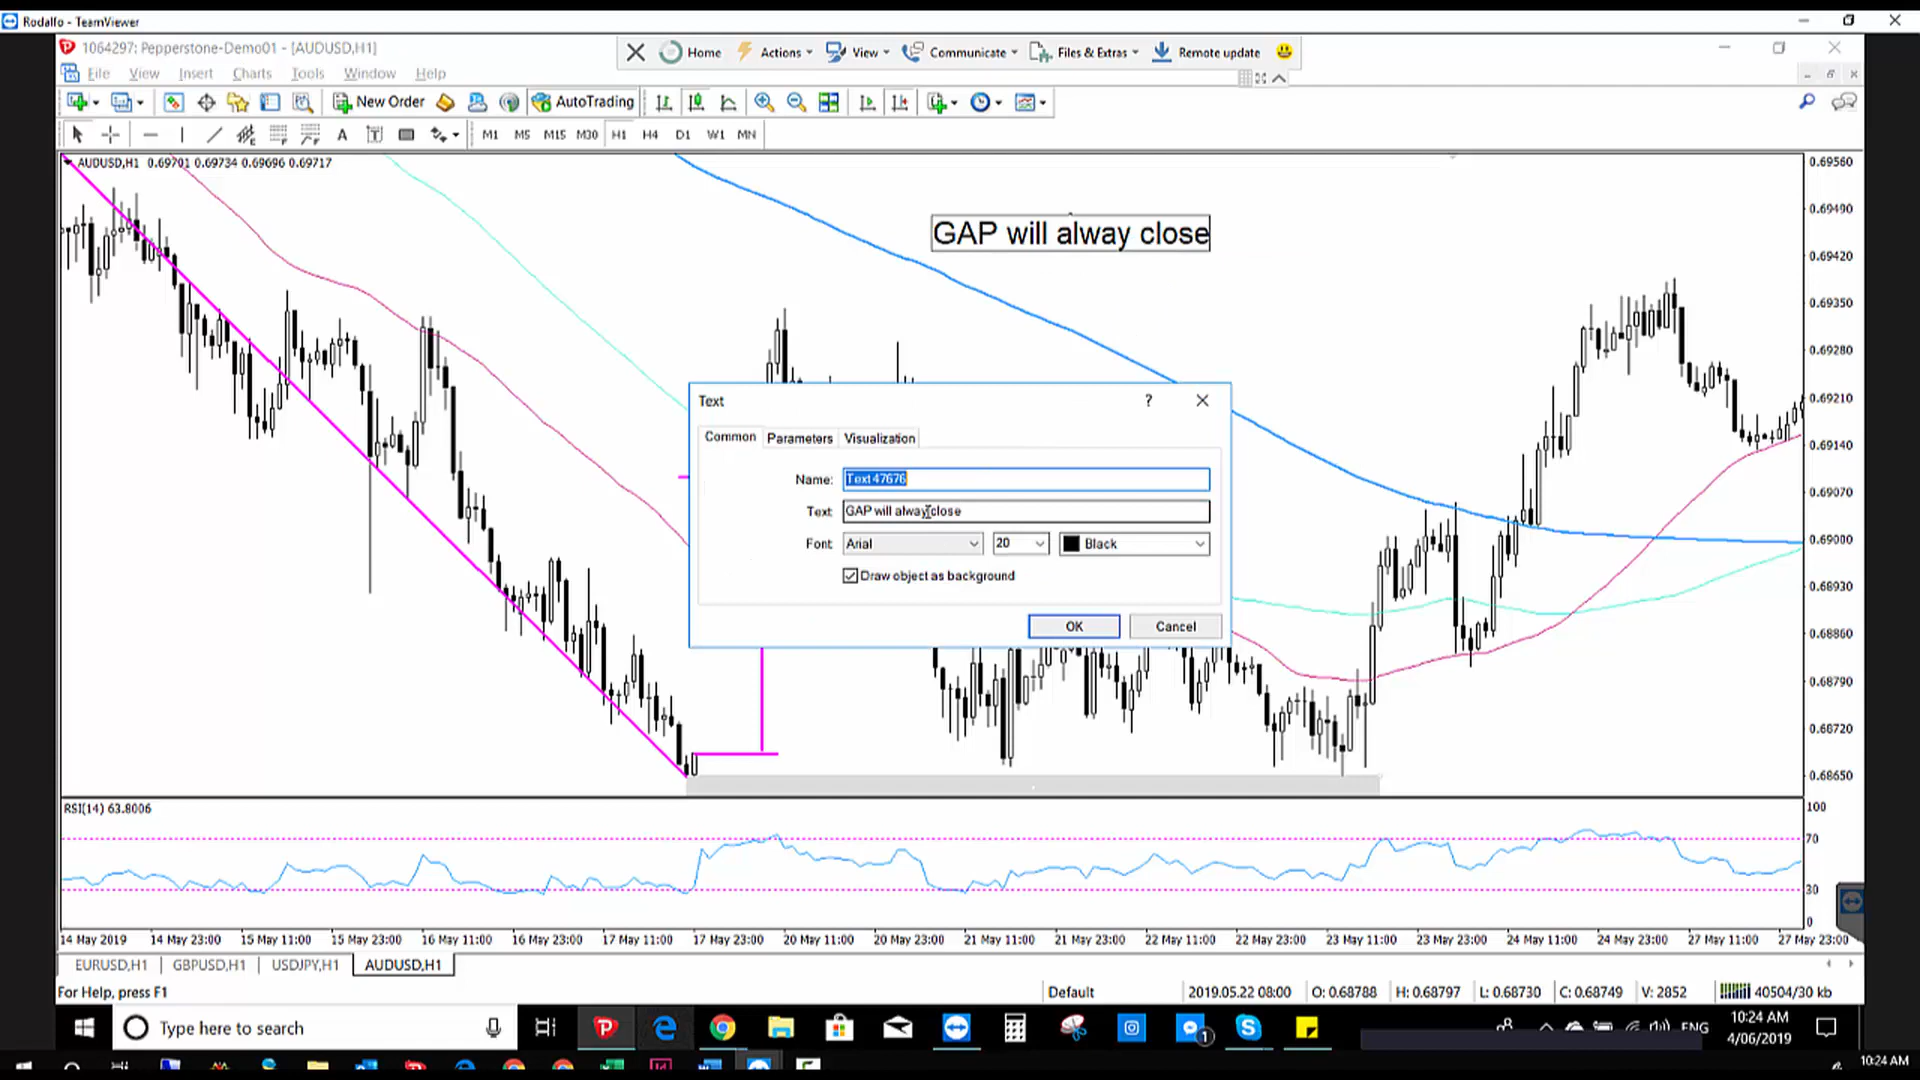 Rodalfo - TeamViewer
1064297: Pepperstone-Demo01 - [AUDUSD,H1]
Home Actions View Communicate Files & Extras Remote update
File View Insert Charts Tools Window Help
New Order AutoTrading
A T M1 M5 M15 M30 H1 H4 D1 W1 MN
AUDUSD,H1 0.69701 0.69734 0.69696 0.69717
GAP will alway close
0.69560
0.69490
0.69420
0.69350
0.69280
0.69210
0.69140
0.69070
0.69000
0.68930
0.68860
0.68790
0.68720
0.68650
Text ?
Common Parameters Visualization
Name: Text 47676
Text GAP will alway close
Font: Arial 20 Black
Draw object as background
OK Cancel
RSI(14) 63.8006
100
70
30
0
14 May 2019 14 May 23:00 15 May 11:00 15 May 23:00 16 May 11:00 16 May 23:00 17 May 11:00 17 May 23:00 20 May 11:00 20 May 23:00 21 May 11:00 21 May 23:00 22 May 11:00 22 May 23:00 23 May 11:00 23 May 23:00 24 May 11:00 24 May 23:00 27 May 11:00 27 May 23:00
EURUSD,H1 GBPUSD,H1 USDJPY,H1 AUDUSD,H1
For Help, press F1 Default 2019.05.22 08:00 O: 0.68788 H: 0.68797 L: 0.68730 C: 0.68749 V: 2852 40504/30 kb
Type here to search 1 ENG 10:24 AM
4/06/2019
10:24 AM